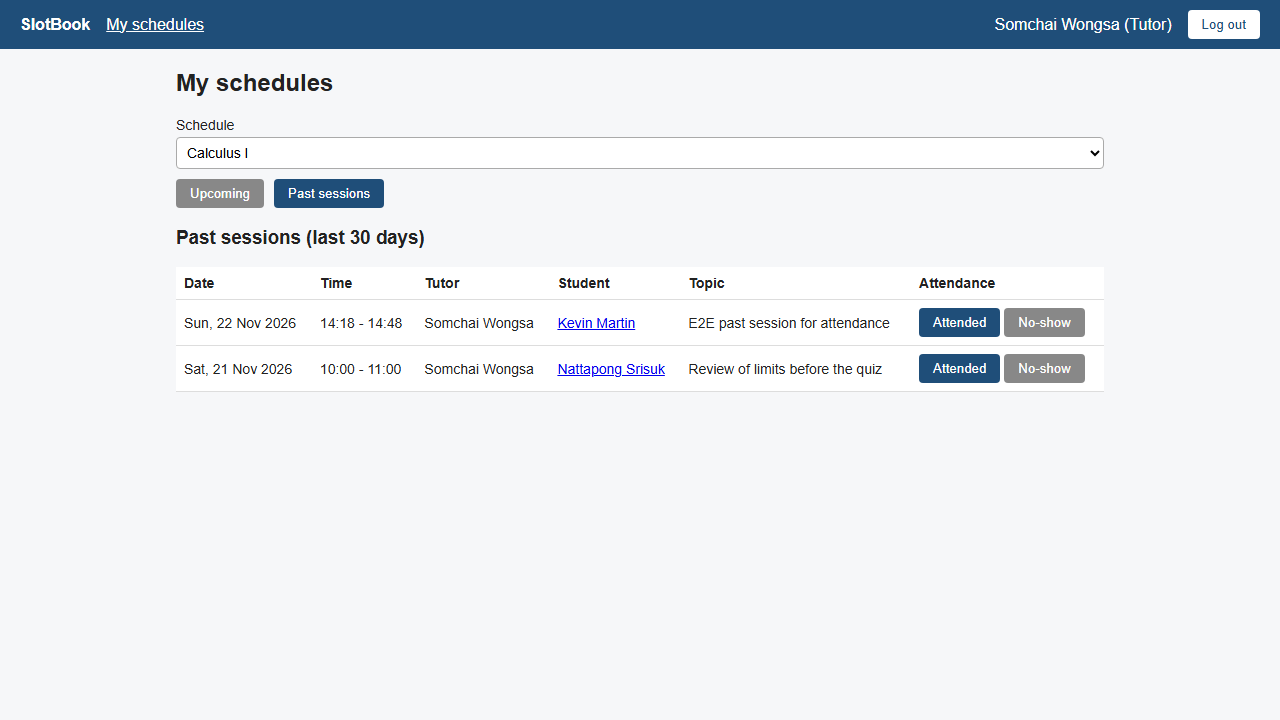 SlotBook My schedules Somchai Wongsa (Tutor) Log out
My schedules
Schedule
Calculus I
Upcoming Past sessions
Past sessions (last 30 days)
Date Time Tutor Student Topic Attendance
Sun, 22 Nov 2026 14:18 - 14:48 Somchai Wongsa Kevin Martin E2E past session for attendance Attended No-show
Sat, 21 Nov 2026 10:00 - 11:00 Somchai Wongsa Nattapong Srisuk Review of limits before the quiz Attended No-show